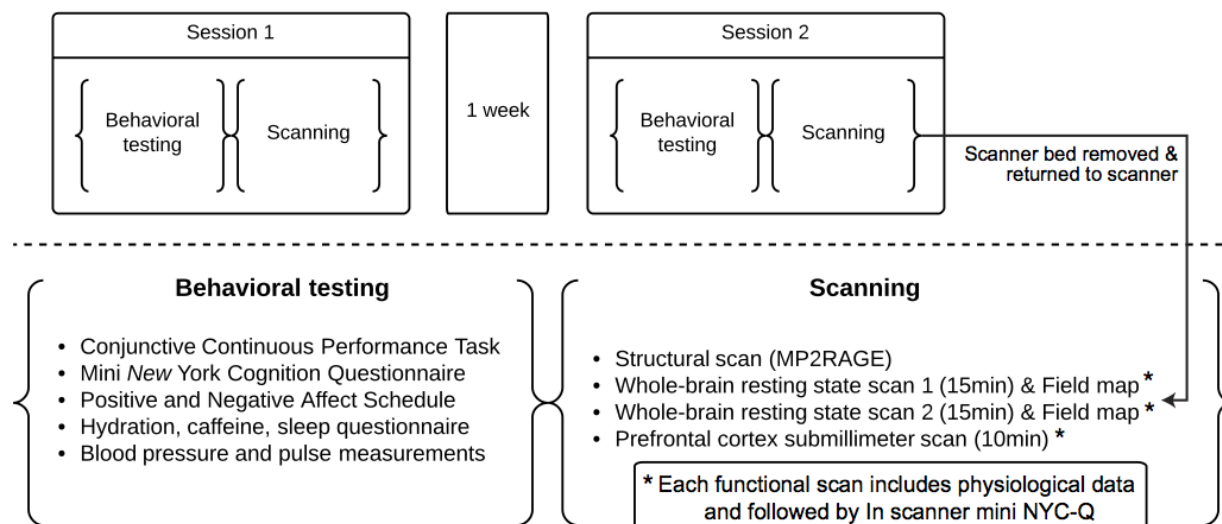 Session 1
Behavioral
testing
Scanning
1 week
Session 2
Behavioral
testing
Scanning
Scanner bed removed &
returned to scanner
Behavioral testing
• Conjunctive Continuous Performance Task
• Mini New York Cognition Questionnaire
• Positive and Negative Affect Schedule
• Hydration, caffeine, sleep questionnaire
• Blood pressure and pulse measurements
Scanning
• Structural scan (MP2RAGE)
• Whole-brain resting state scan 1 (15min) & Field map *
• Whole-brain resting state scan 2 (15min) & Field map *
• Prefrontal cortex submillimeter scan (10min) *
* Each functional scan includes physiological data
and followed by In scanner mini NYC-Q